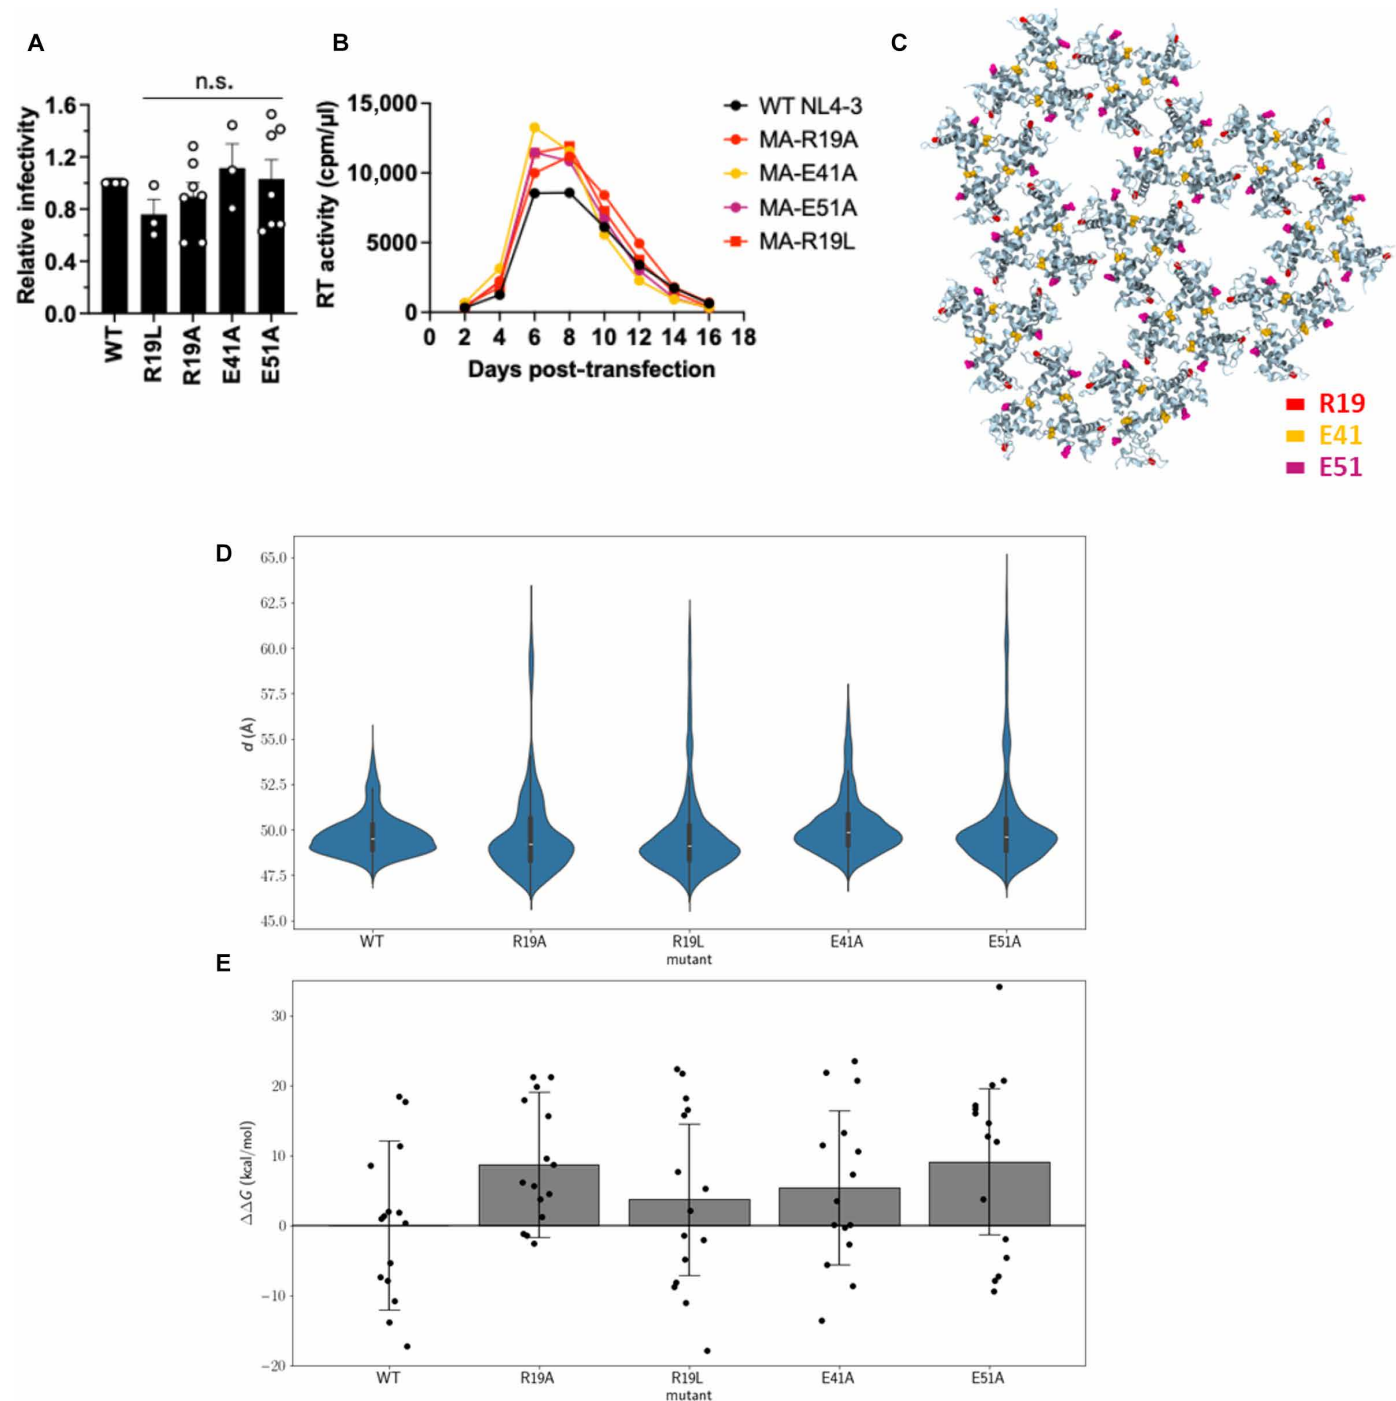 A
B
C
n.s.
Relative infectivity
1.6
1.2
0.8
0.4
0.0
WT
R19L
R19A
E41A
E51A
RT activity (cpm/µl)
15,000
10,000
5000
0
0 2 4 6 8 10 12 14 16 18
Days post-transfection
WT NL4-3
MA-R19A
MA-E41A
MA-E51A
MA-R19L
R19
E41
E51
D
d (Å)
65.0
62.5
60.0
57.5
55.0
52.5
50.0
47.5
45.0
WT R19A R19L E41A E51A
mutant
E
ΔΔG (kcal/mol)
30
20
10
0
−10
−20
WT R19A R19L E41A E51A
mutant